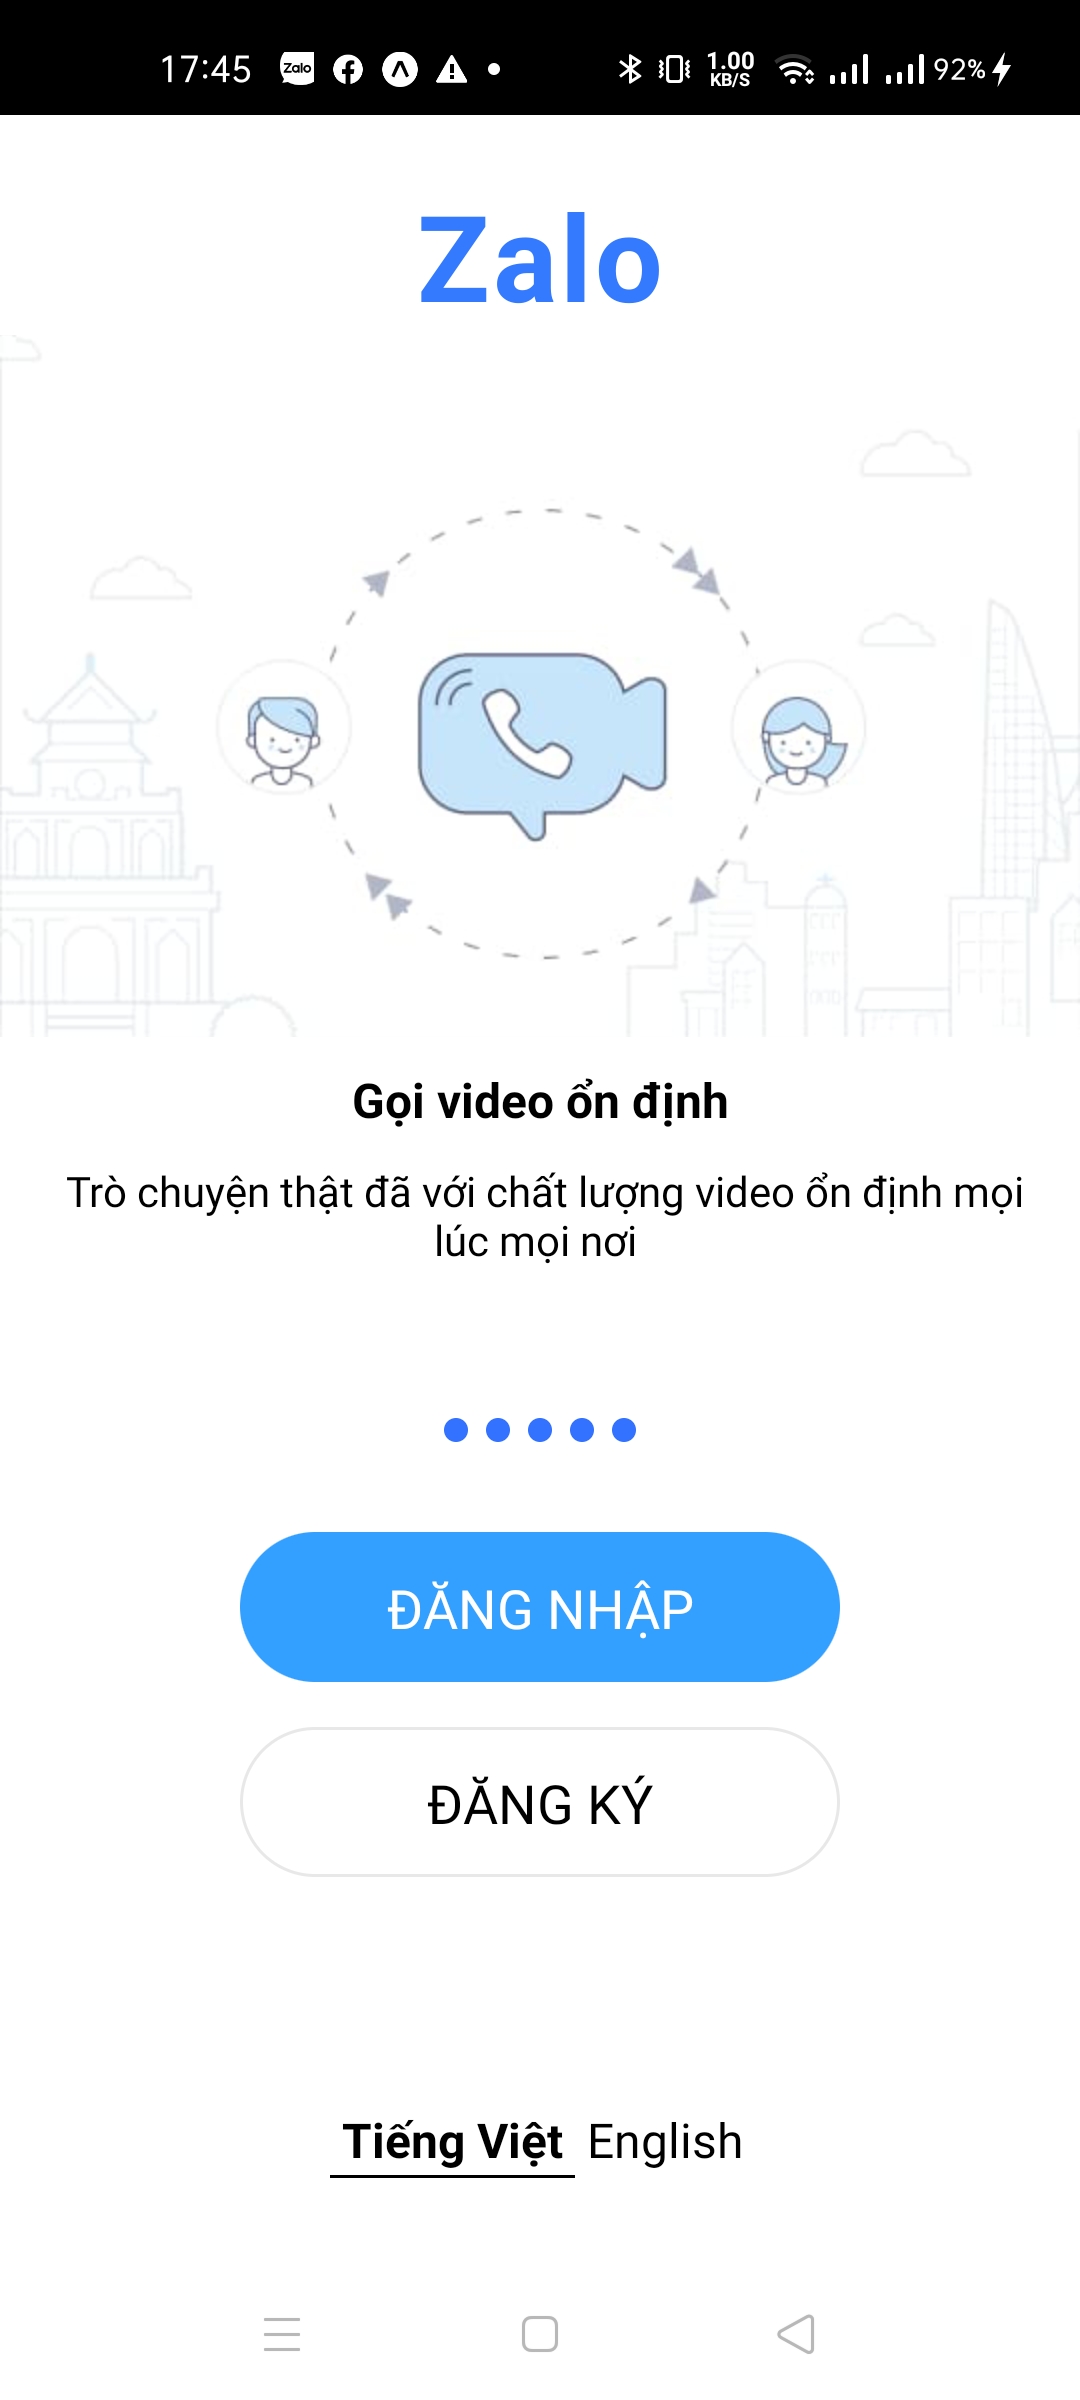 17:45 Zalo 1.00 KB/S 92%
Zalo
Gọi video ổn định
Trò chuyện thật đã với chất lượng video ổn định mọi
lúc mọi nơi
ĐĂNG NHẬP
ĐĂNG KÝ
Tiếng Việt English